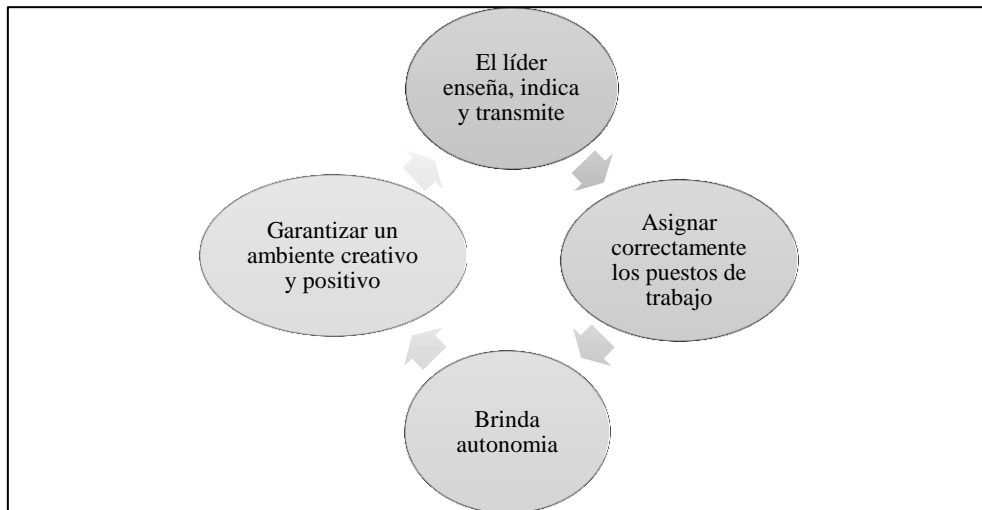 El líder
enseña, indica
y transmite
Asignar
correctamente
los puestos de
trabajo
Brinda
autonomia
Garantizar un
ambiente creativo
y positivo